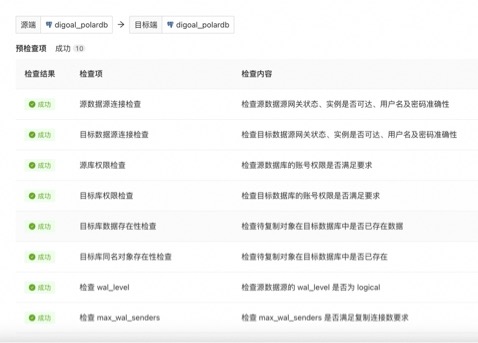 源端 digoal_polardb → 目标端 digoal_polardb
预检查项 成功 10
检查结果 检查项 检查内容
成功 源数据源连接检查 检查源数据源网关状态、实例是否可达、用户名及密码准确性
成功 目标数据源连接检查 检查目标数据源网关状态、实例是否可达、用户名及密码准确性
成功 源库权限检查 检查源数据库的账号权限是否满足要求
成功 目标库权限检查 检查目标数据库的账号权限是否满足要求
成功 目标库数据存在性检查 检查待复制对象在目标数据库中是否已存在数据
成功 目标库同名对象存在性检查 检查待复制对象在目标数据库中是否已存在
成功 检查 wal_level 检查源数据源的 wal_level 是否为 logical
成功 检查 max_wal_senders 检查 max_wal_senders 是否满足复制连接数要求